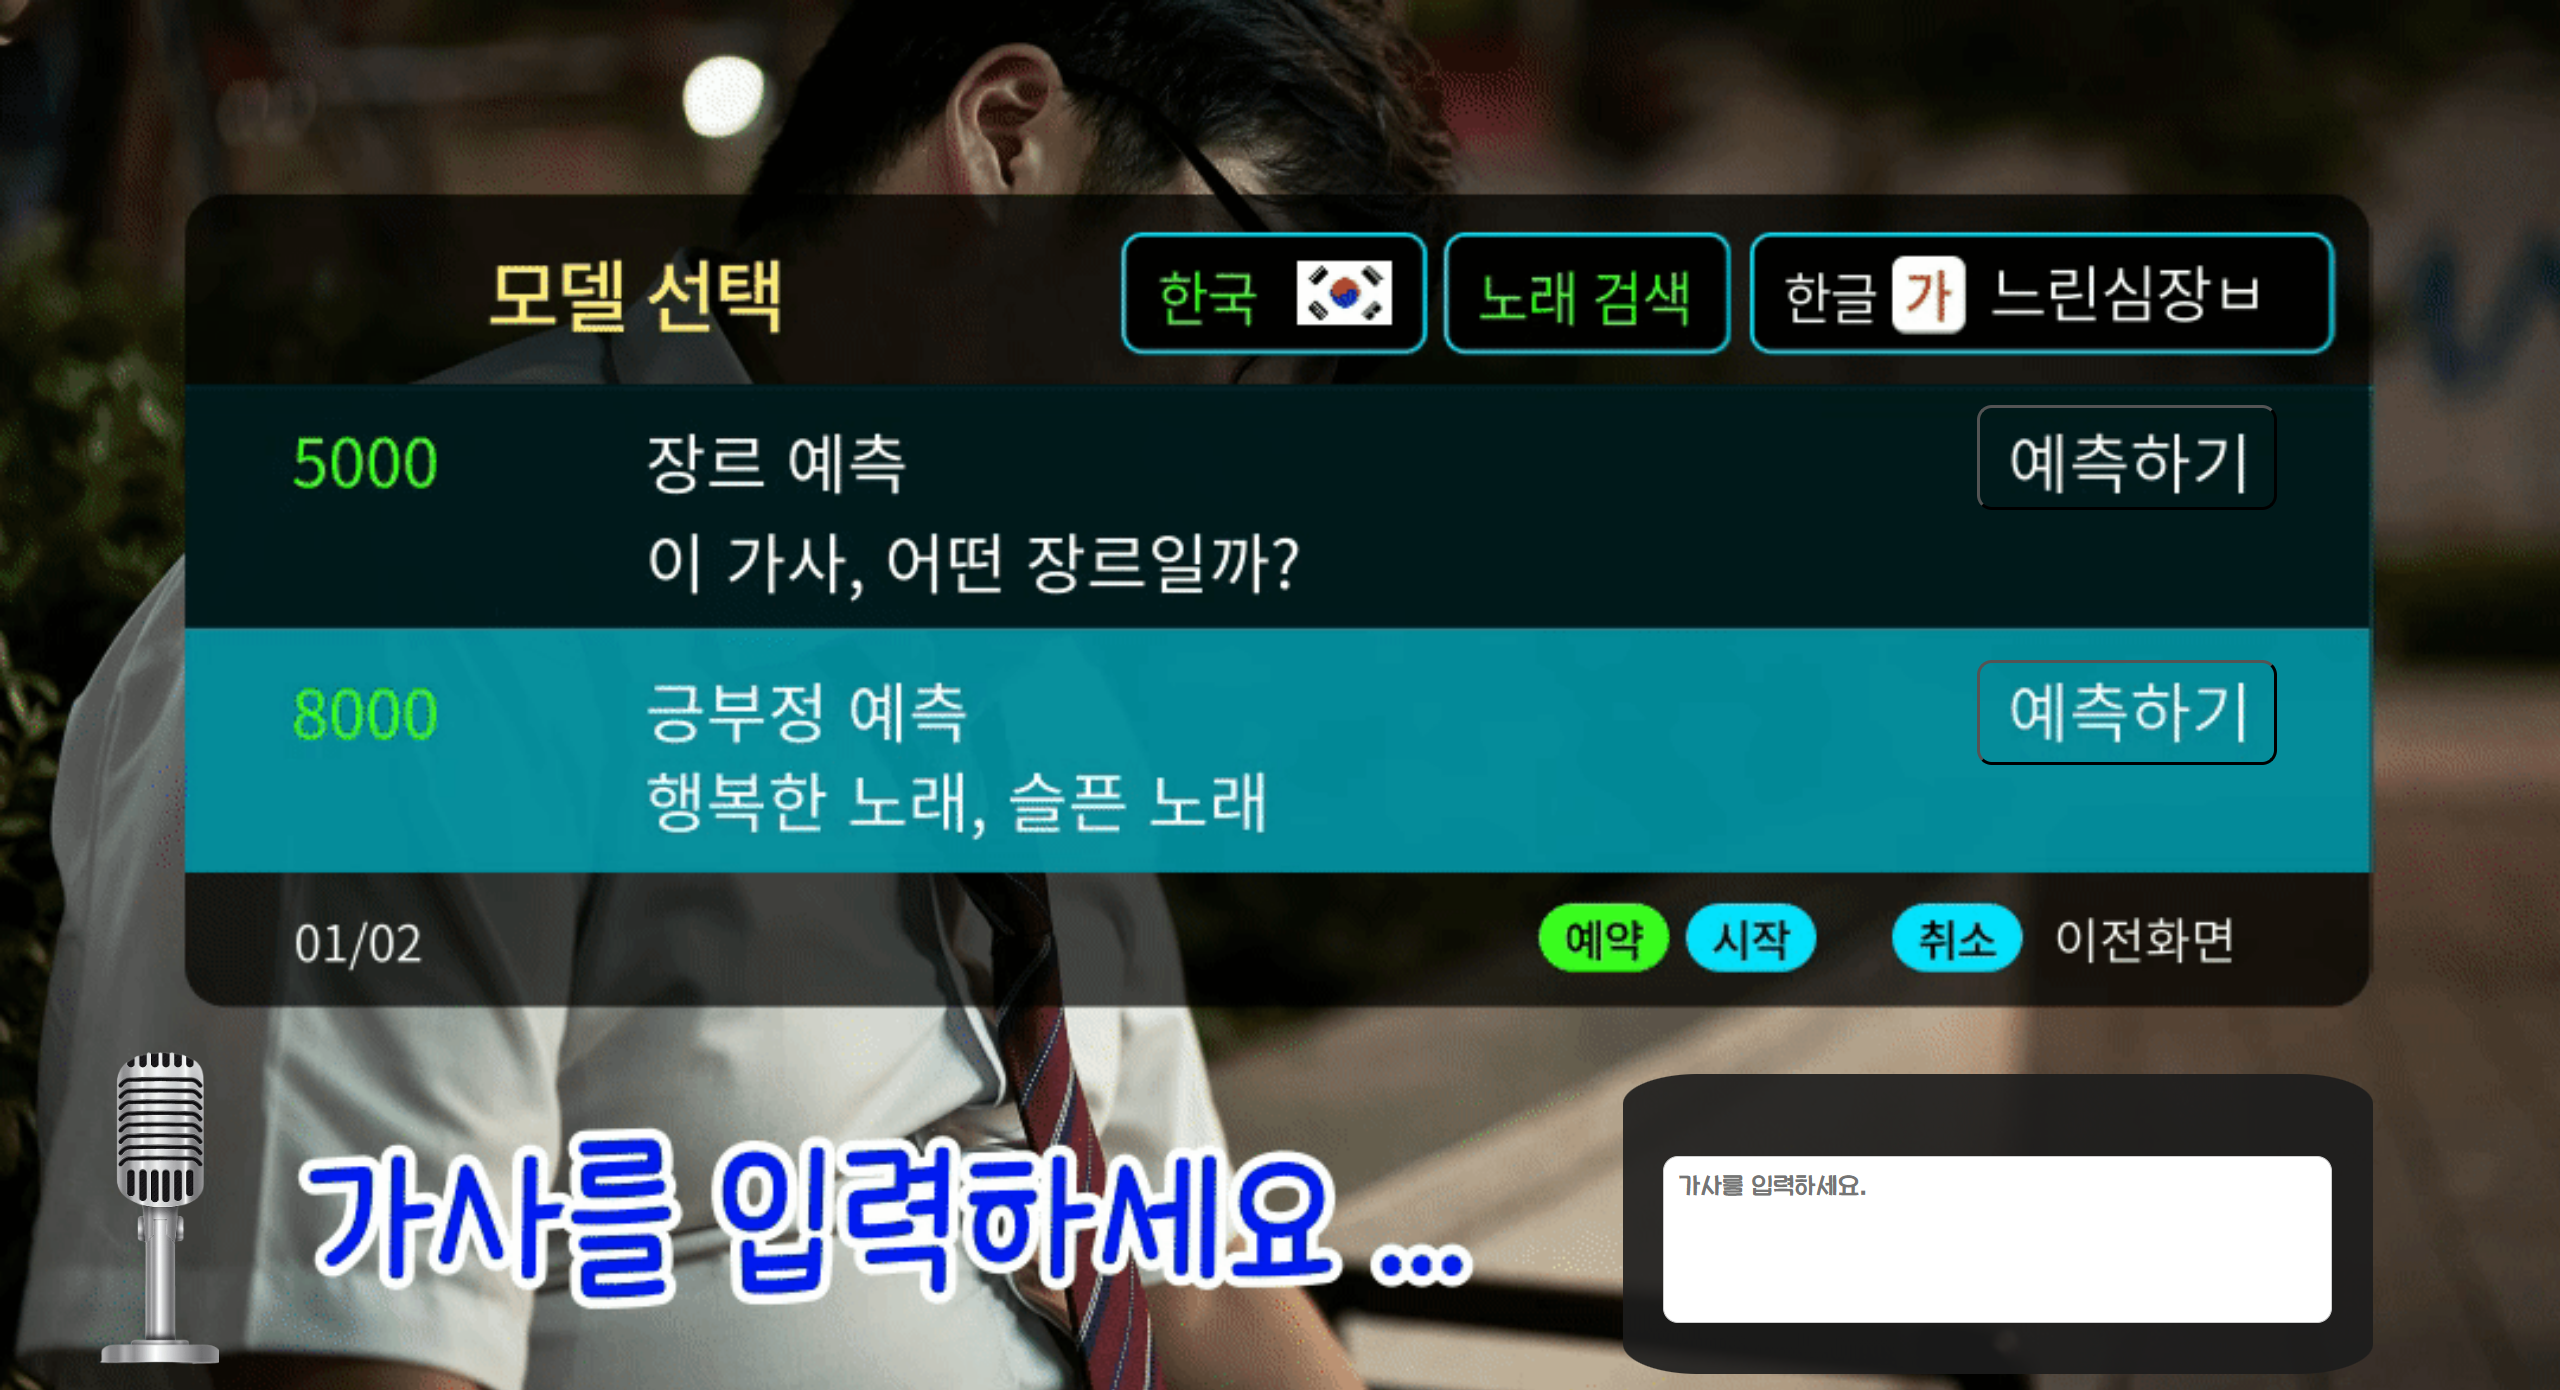 모델 선택
한국
노래 검색
한글 가 느린심장ㅂ
5000 장르 예측 예측하기
이 가사, 어떤 장르일까?
8000 긍부정 예측 예측하기
행복한 노래, 슬픈 노래
01/02 예약 시작 취소 이전화면
가사를 입력하세요 ...
가사를 입력하세요.